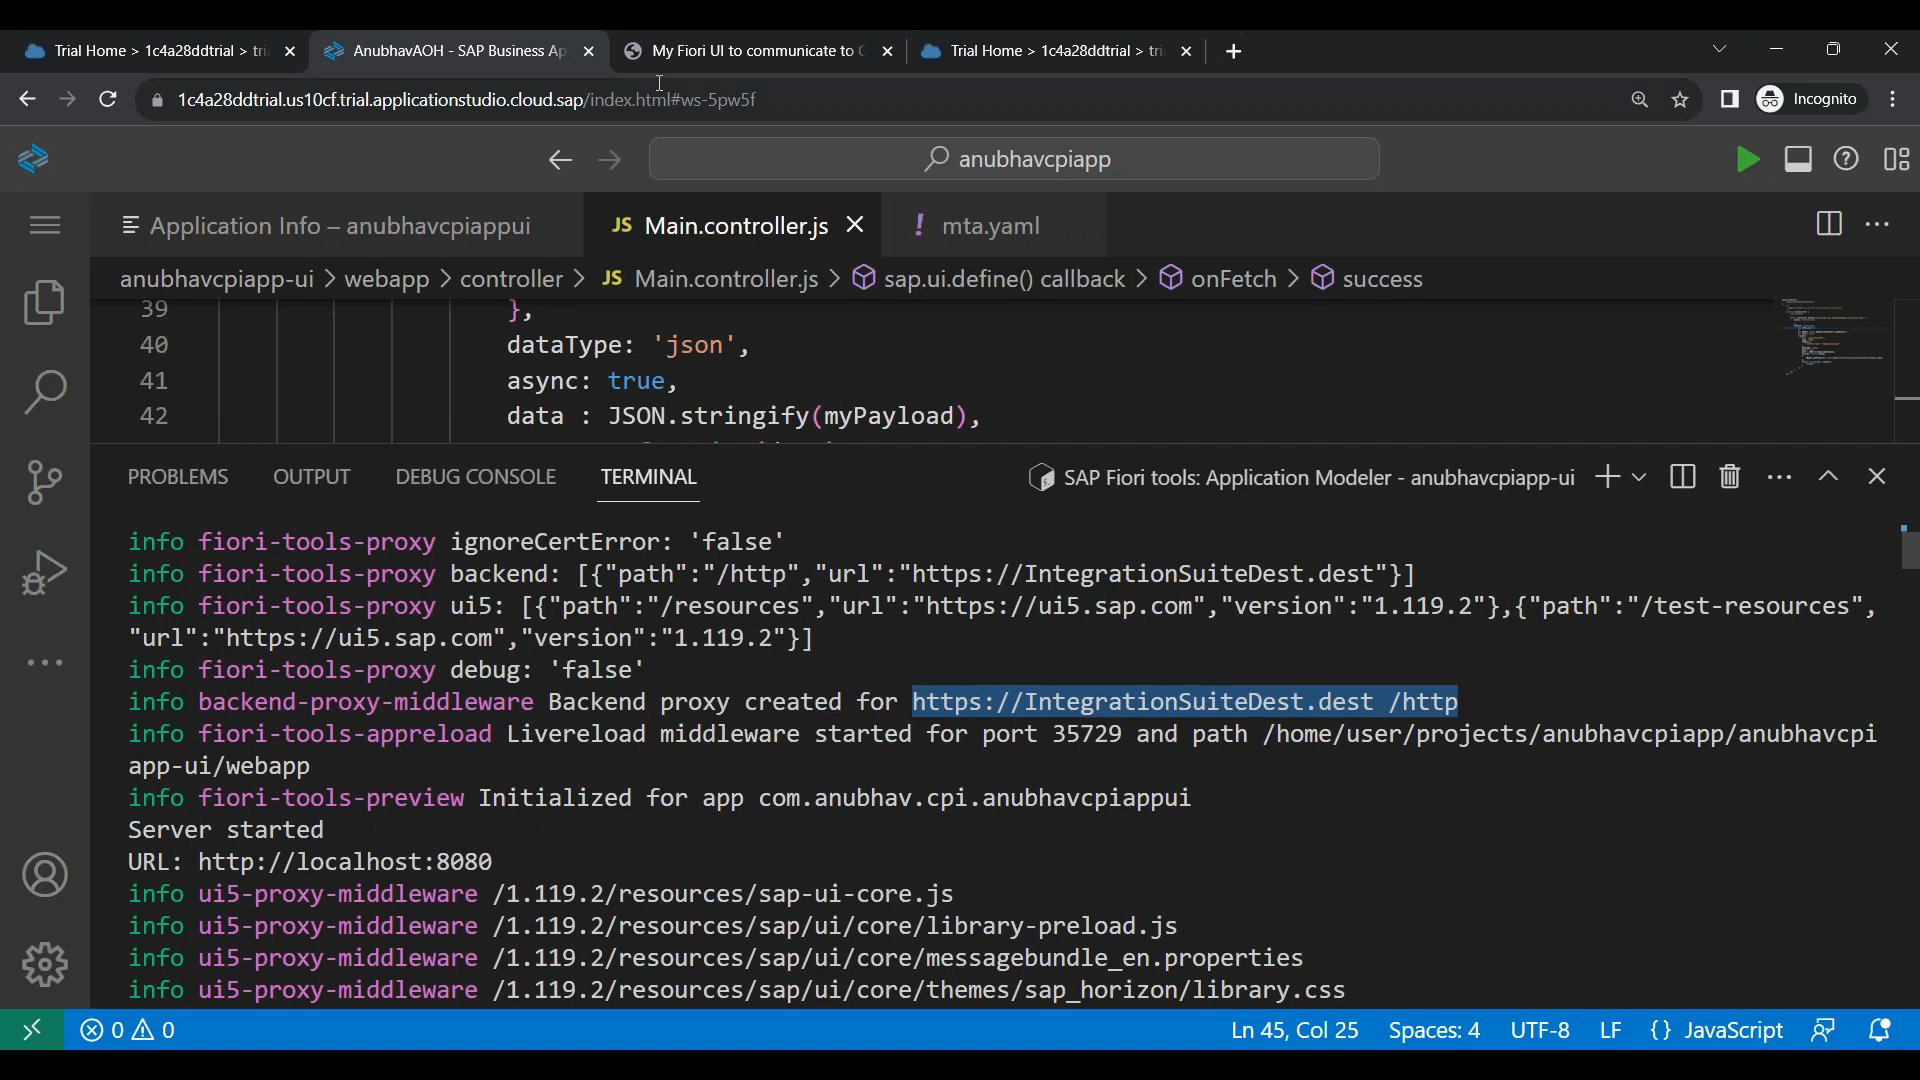 Trial Home > 1c4a28ddtrial > tri
AnubhavAOH - SAP Business Ap
My Fiori UI to communicate to C
Trial Home > 1c4a28ddtrial > tri
1c4a28ddtrial.us10cf.trial.applicationstudio.cloud.sap/index.html#ws-5pw5f
Incognito
anubhavcpiapp
Application Info – anubhavcpiappui
JS Main.controller.js
! mta.yaml
anubhavcpiapp-ui > webapp > controller > JS Main.controller.js > sap.ui.define() callback > onFetch > success
39 },
40 dataType: 'json',
41 async: true,
42 data : JSON.stringify(myPayload),
PROBLEMS OUTPUT DEBUG CONSOLE TERMINAL
SAP Fiori tools: Application Modeler - anubhavcpiapp-ui
info fiori-tools-proxy ignoreCertError: 'false'
info fiori-tools-proxy backend: [{"path":"/http","url":"https://IntegrationSuiteDest.dest"}]
info fiori-tools-proxy ui5: [{"path":"/resources","url":"https://ui5.sap.com","version":"1.119.2"},{"path":"/test-resources",
"url":"https://ui5.sap.com","version":"1.119.2"}]
info fiori-tools-proxy debug: 'false'
info backend-proxy-middleware Backend proxy created for https://IntegrationSuiteDest.dest /http
info fiori-tools-appreload Livereload middleware started for port 35729 and path /home/user/projects/anubhavcpiapp/anubhavcpi
app-ui/webapp
info fiori-tools-preview Initialized for app com.anubhav.cpi.anubhavcpiappui
Server started
URL: http://localhost:8080
info ui5-proxy-middleware /1.119.2/resources/sap-ui-core.js
info ui5-proxy-middleware /1.119.2/resources/sap/ui/core/library-preload.js
info ui5-proxy-middleware /1.119.2/resources/sap/ui/core/messagebundle_en.properties
info ui5-proxy-middleware /1.119.2/resources/sap/ui/core/themes/sap_horizon/library.css
0 0
Ln 45, Col 25 Spaces: 4 UTF-8 LF {} JavaScript